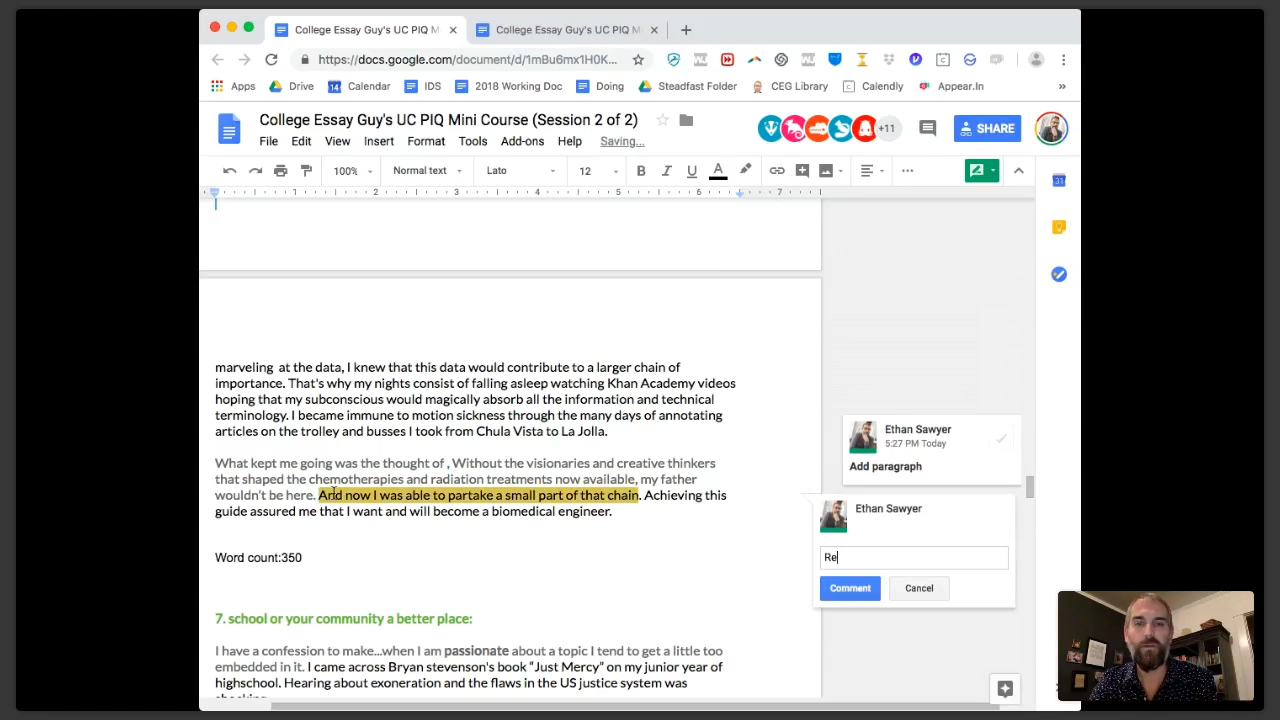 College Essay Guy's UC PIQ M
College Essay Guy's UC PIQ M
https://docs.google.com/document/d/1mBu6mx1H0K...
Apps
Drive
14
Calendar
IDS
2018 Working Doc
Doing
Steadfast Folder
CEG Library
Calendly
Appear.In
College Essay Guy's UC PIQ Mini Course (Session 2 of 2)
+11
SHARE
File Edit View Insert Format Tools Add-ons Help Saving...
100% Normal text Lato 12 B I U A
1 2 3 4 5 6 7
31
marveling at the data, I knew that this data would contribute to a larger chain of
importance. That's why my nights consist of falling asleep watching Khan Academy videos
hoping that my subconscious would magically absorb all the information and technical
terminology. I became immune to motion sickness through the many days of annotating
articles on the trolley and busses I took from Chula Vista to La Jolla.
What kept me going was the thought of , Without the visionaries and creative thinkers
that shaped the chemotherapies and radiation treatments now available, my father
wouldn't be here. And now I was able to partake a small part of that chain. Achieving this
guide assured me that I want and will become a biomedical engineer.
Word count:350
7. school or your community a better place:
I have a confession to make...when I am passionate about a topic I tend to get a little too
embedded in it. I came across Bryan stevenson's book "Just Mercy" on my junior year of
highschool. Hearing about exoneration and the flaws in the US justice system was
Ethan Sawyer
5:27 PM Today
Add paragraph
Ethan Sawyer
Re
Comment Cancel